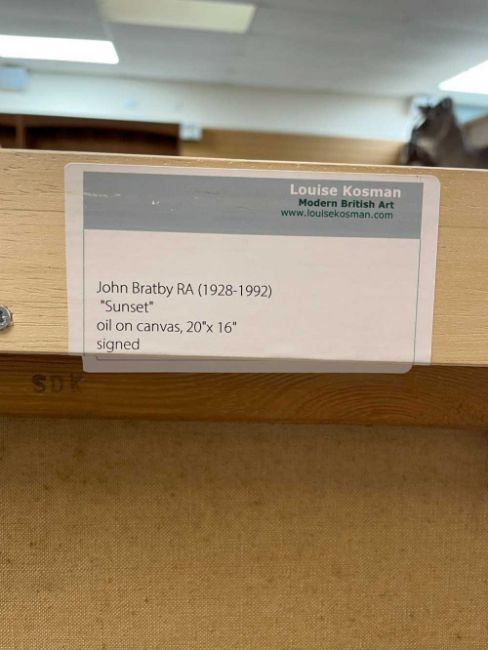 Louise Kosman
Modern British Art
www.louisekosman.com
John Bratby RA (1928-1992)
"Sunset"
oil on canvas, 20"x 16"
signed
SDK